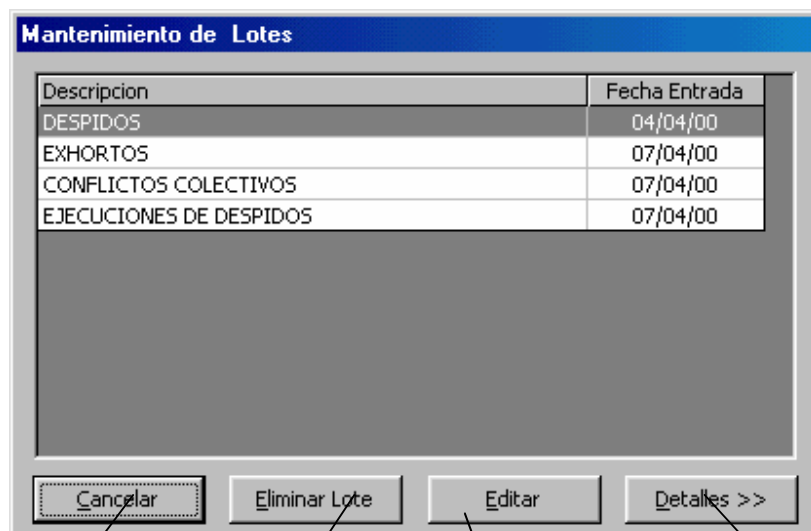 Mantenimiento de Lotes
Descripcion Fecha Entrada
DESPIDOS 04/04/00
EXHORTOS 07/04/00
CONFLICTOS COLECTIVOS 07/04/00
EJECUCIONES DE DESPIDOS 07/04/00
Cancelar Eliminar Lote Editar Detalles >>